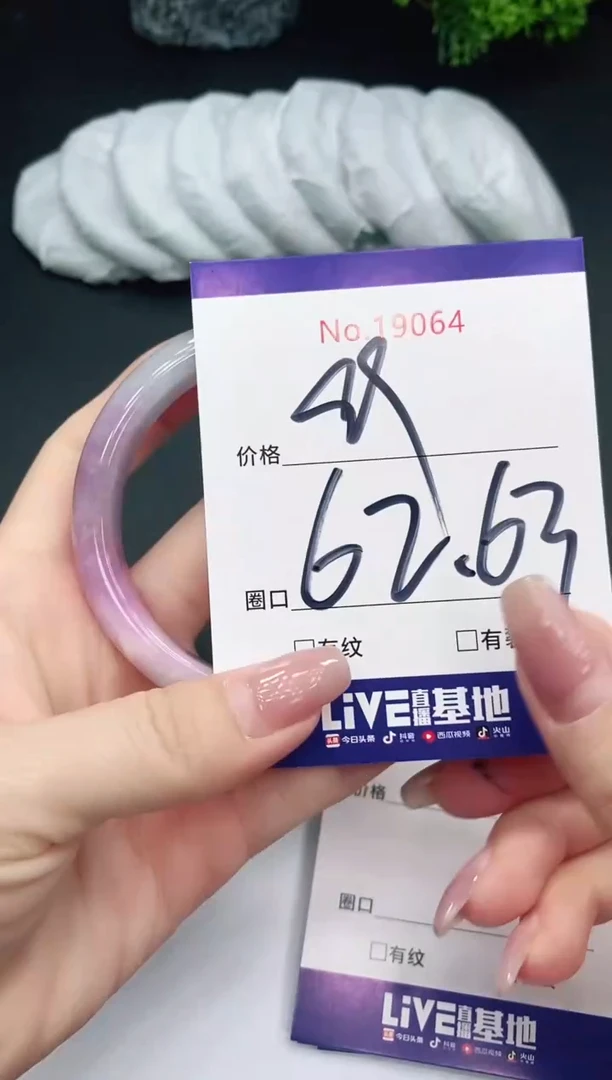 No.19064
价格
圈口 62.63
□有纹 □有
LiVE直播基地
今日头条 抖音 西瓜视频 火山
价格
圈口
□有纹
LiVE直播基地
今日头条 抖音 西瓜视频 火山